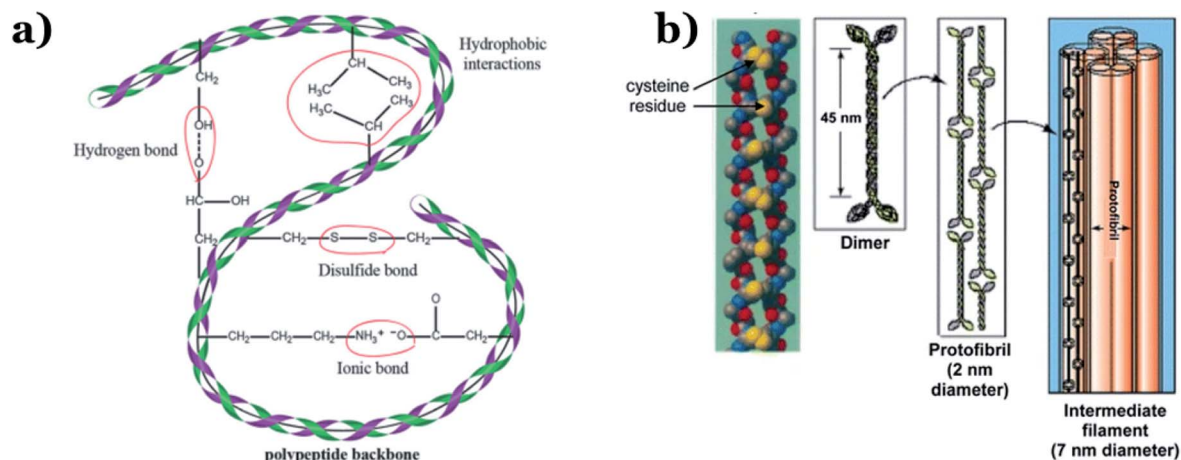 a)
Hydrophobic
interactions
CH₂
OH
O
Hydrogen bond
HC—OH
CH₂
CH
CH₃
H₃C
H₃C
CH₃
CH
CH₂—S—S—CH₂
Disulfide bond
CH₂—CH₂—CH₂—NH₃⁺ ⁻O—C—CH₂
O
Ionic bond
polypeptide backbone
b)
cysteine
residue
45 nm
Dimer
Protofibril
(2 nm
diameter)
Protofibril
Intermediate
filament
(7 nm diameter)